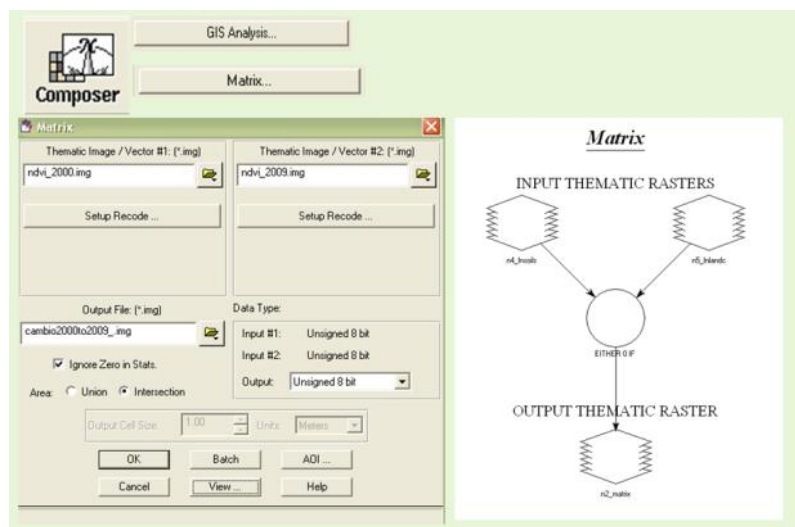 GIS Analysis...
Composer
Matrix...
Matrix
Thematic Image / Vector #1: (*.img)
Thematic Image / Vector #2: (*.img)
ndvi_2000.img
ndvi_2009.img
Setup Recode ...
Setup Recode ...
Output File: (*.img)
Data Type:
cambio2000to2009_.img
Input #1: Unsigned 8 bit
Ignore Zero in Stats.
Input #2: Unsigned 8 bit
Area: Union Intersection
Output: Unsigned 8 bit
Output Cell Size: 1.00 Units: Meters
OK Batch AOI ...
Cancel View ... Help
Matrix
INPUT THEMATIC RASTERS
n4_lnsoils
n5_lnlandc
EITHER 0 IF
OUTPUT THEMATIC RASTER
n2_matrix